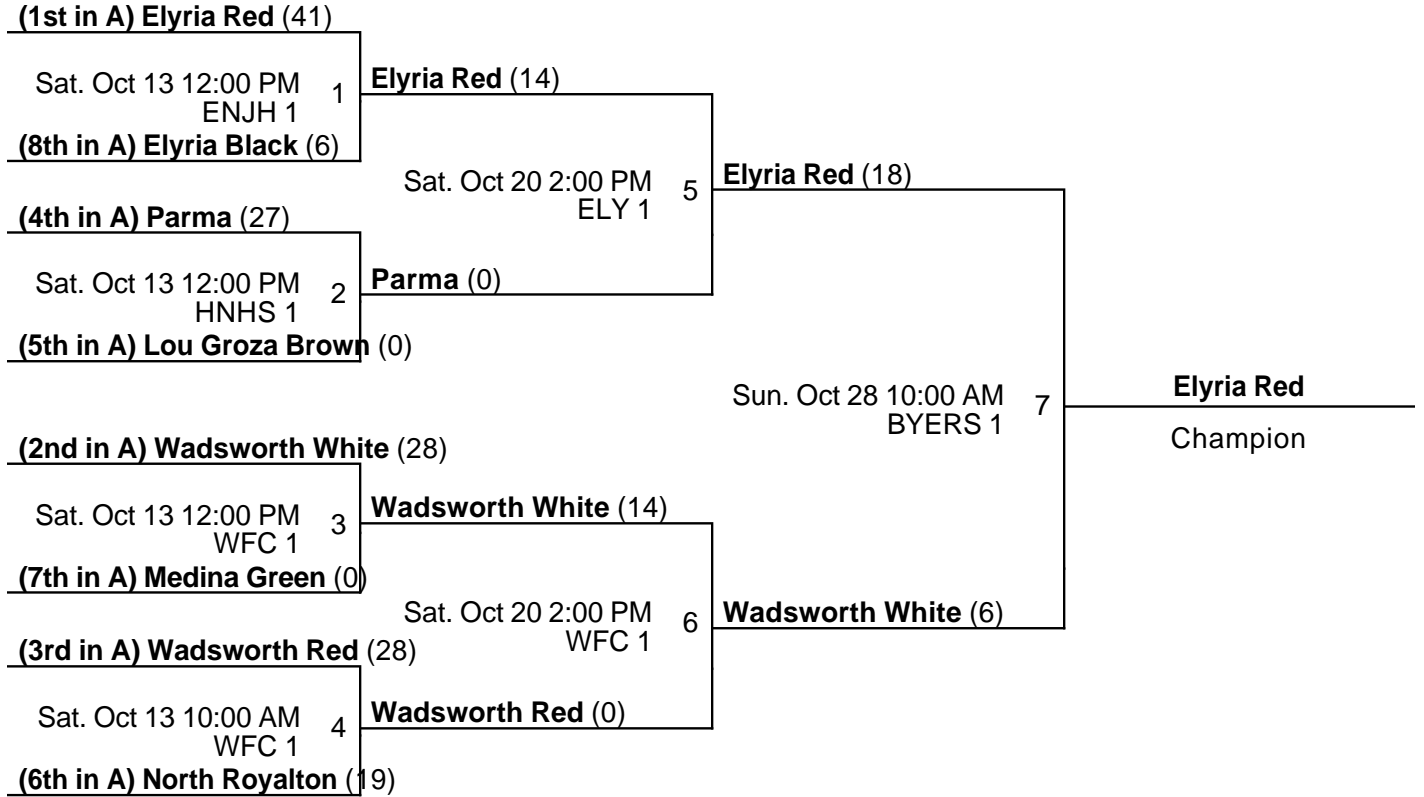 (1st in A) Elyria Red (41)
Sat. Oct 13 12:00 PM
ENJH 1
1
(8th in A) Elyria Black (6)
Elyria Red (14)
(4th in A) Parma (27)
Sat. Oct 13 12:00 PM
HNHS 1
2
(5th in A) Lou Groza Brown (0)
Sat. Oct 20 2:00 PM
ELY 1
5
Parma (0)
Elyria Red (18)
(2nd in A) Wadsworth White (28)
Sat. Oct 13 12:00 PM
WFC 1
3
(7th in A) Medina Green (0)
Wadsworth White (14)
(3rd in A) Wadsworth Red (28)
Sat. Oct 13 10:00 AM
WFC 1
4
(6th in A) North Royalton (19)
Sat. Oct 20 2:00 PM
WFC 1
6
Wadsworth Red (0)
Wadsworth White (6)
Sun. Oct 28 10:00 AM
BYERS 1
7
Elyria Red
Champion